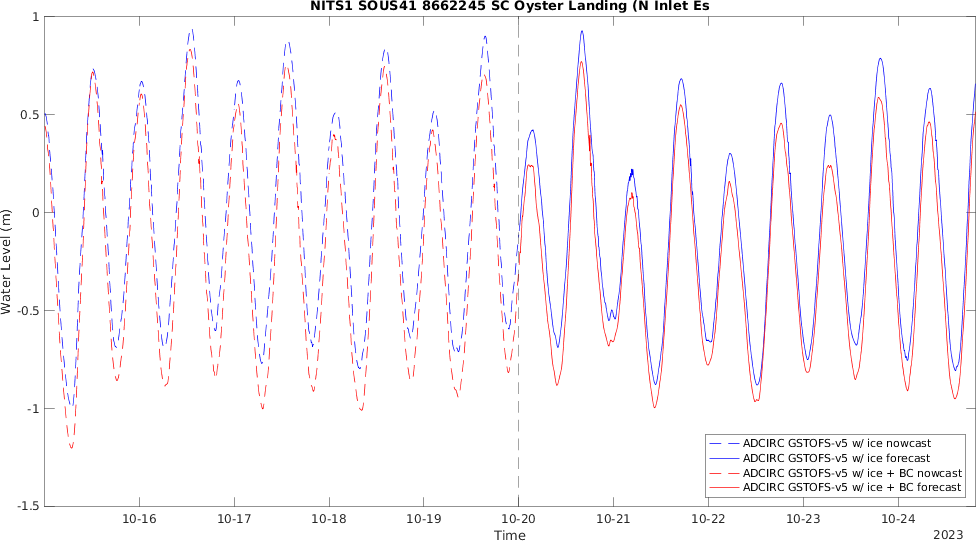 NITS1 SOUS41 8662245 SC Oyster Landing (N Inlet Es
1
0.5
0
-0.5
-1
-1.5
Water Level (m)
10-16 10-17 10-18 10-19 10-20 10-21 10-22 10-23 10-24
Time
2023
ADCIRC GSTOFS-v5 w/ ice nowcast
ADCIRC GSTOFS-v5 w/ ice forecast
ADCIRC GSTOFS-v5 w/ ice + BC nowcast
ADCIRC GSTOFS-v5 w/ ice + BC forecast